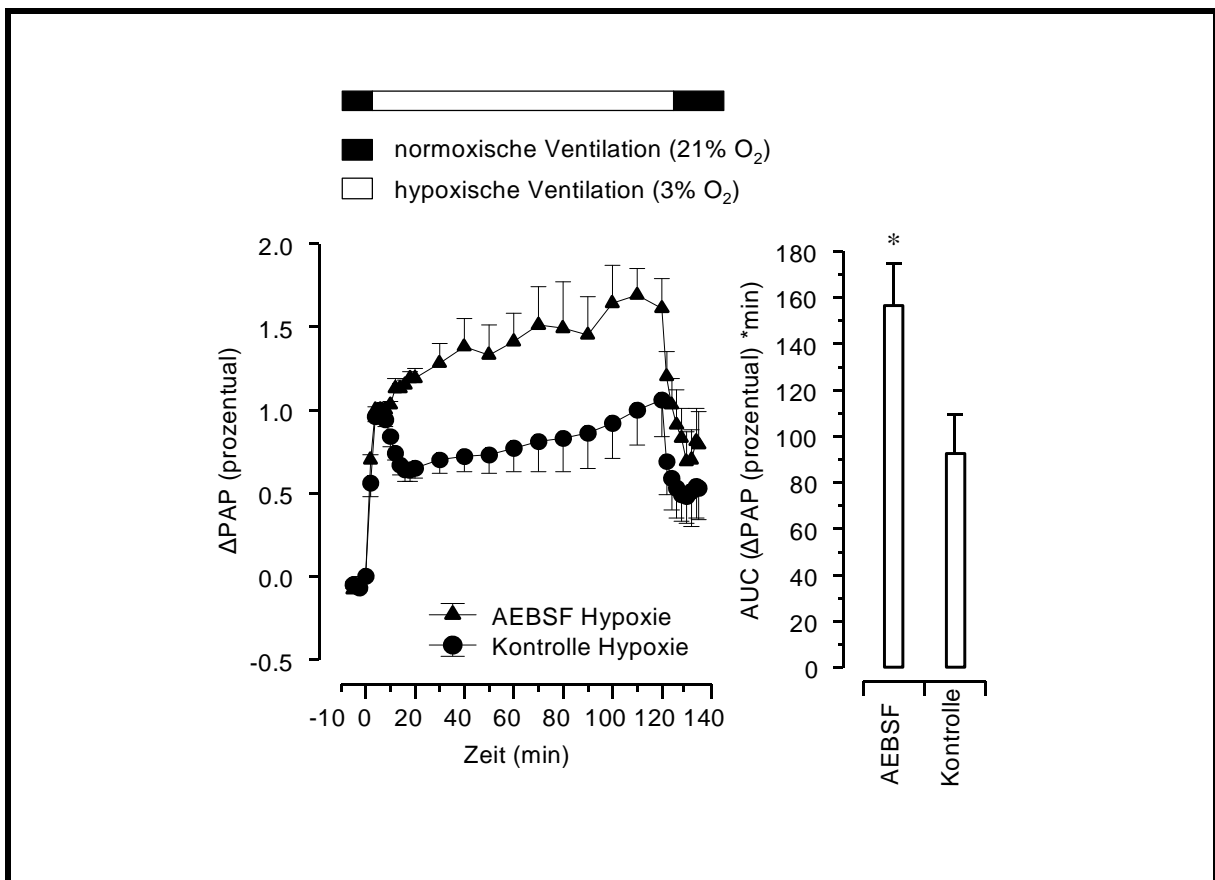 normoxische Ventilation (21% O₂)
hypoxische Ventilation (3% O₂)
ΔPAP (prozentual)
2.0
1.5
1.0
0.5
0.0
-0.5
AEBSF Hypoxie
Kontrolle Hypoxie
-10 0 20 40 60 80 100 120 140
Zeit (min)
AUC (ΔPAP (prozentual) *min)
180
160
140
120
100
80
60
40
20
0
*
AEBSF
Kontrolle